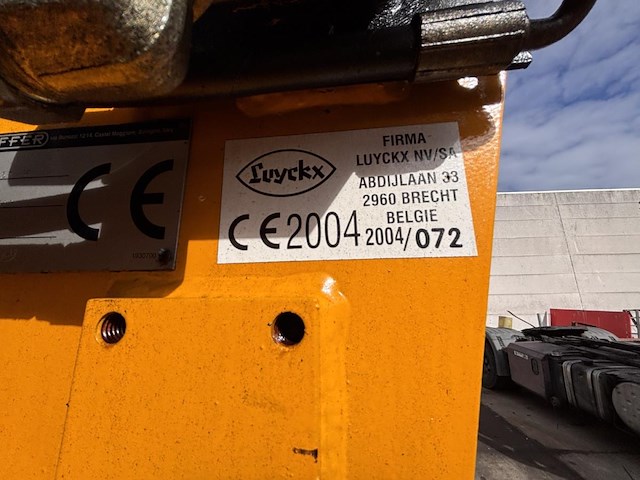 FFER
CE
Luyckx
CE 2004
FIRMA
LUYCKX NV/SA
ABDIJLAAN 33
2960 BRECHT
BELGIE
2004/072